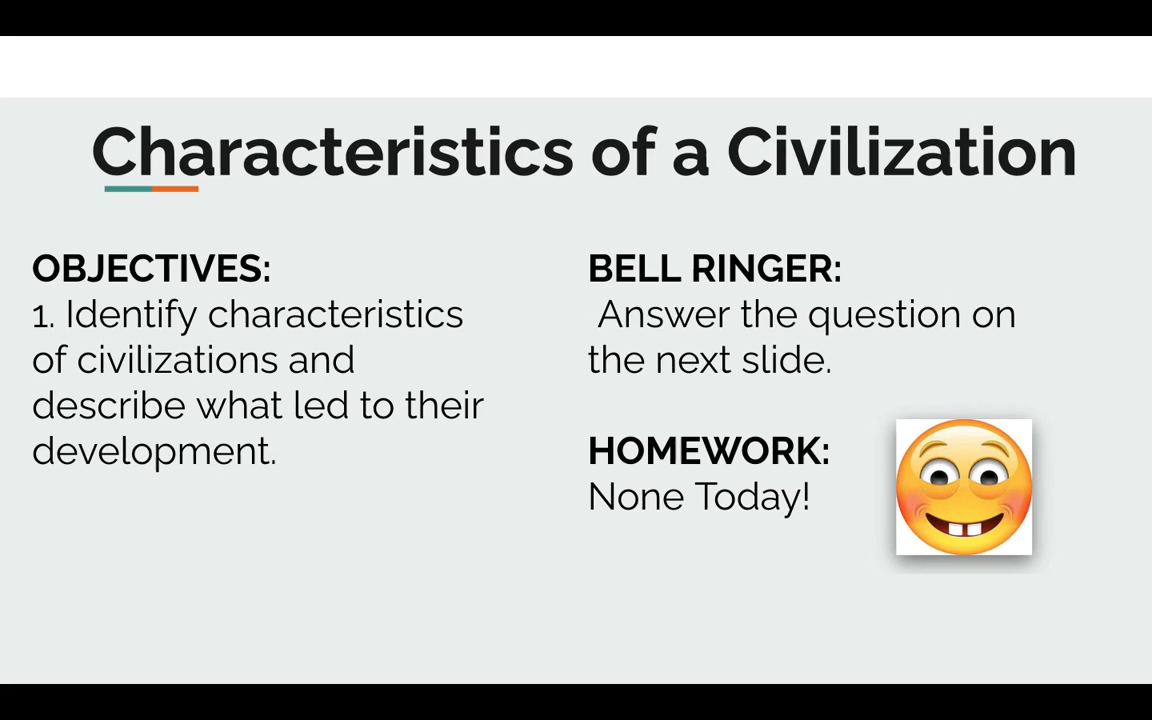 Characteristics of a Civilization
OBJECTIVES:
1. Identify characteristics
of civilizations and
describe what led to their
development.
BELL RINGER:
Answer the question on
the next slide.
HOMEWORK:
None Today!